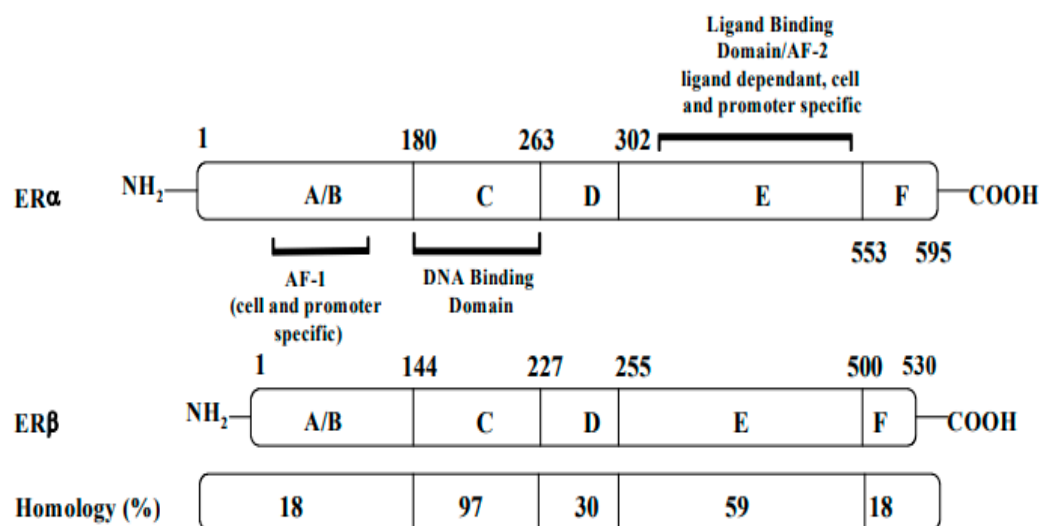 Ligand Binding
Domain/AF-2
ligand dependant, cell
and promoter specific
1 180 263 302
ERα NH₂ A/B C D E F COOH
553 595
AF-1
(cell and promoter
specific)
DNA Binding
Domain
1 144 227 255 500 530
ERβ NH₂ A/B C D E F COOH
Homology (%) 18 97 30 59 18